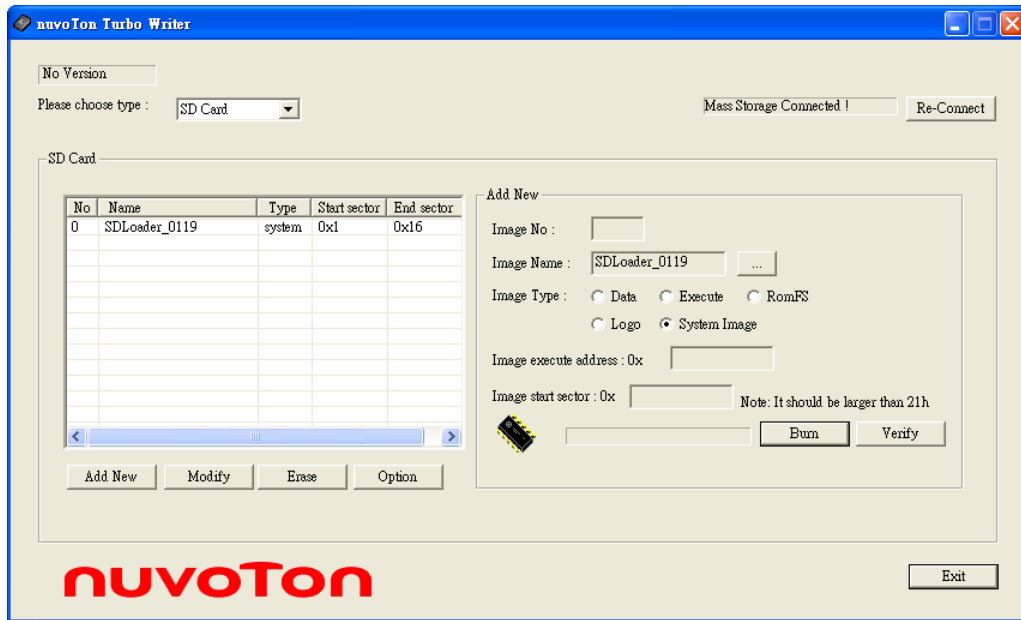 nuvoTon Turbo Writer
No Version
Please choose type :
SD Card
Mass Storage Connected !
Re-Connect
SD Card
No Name Type Start sector End sector
0 SDLoader_0119 system 0x1 0x16
Add New Modify Erase Option
Add New
Image No :
Image Name : SDLoader_0119 ...
Image Type : Data Execute RomFS
Logo System Image
Image execute address : 0x
Image start sector : 0x Note: It should be larger than 21h
Burn Verify
nuvoTon
Exit